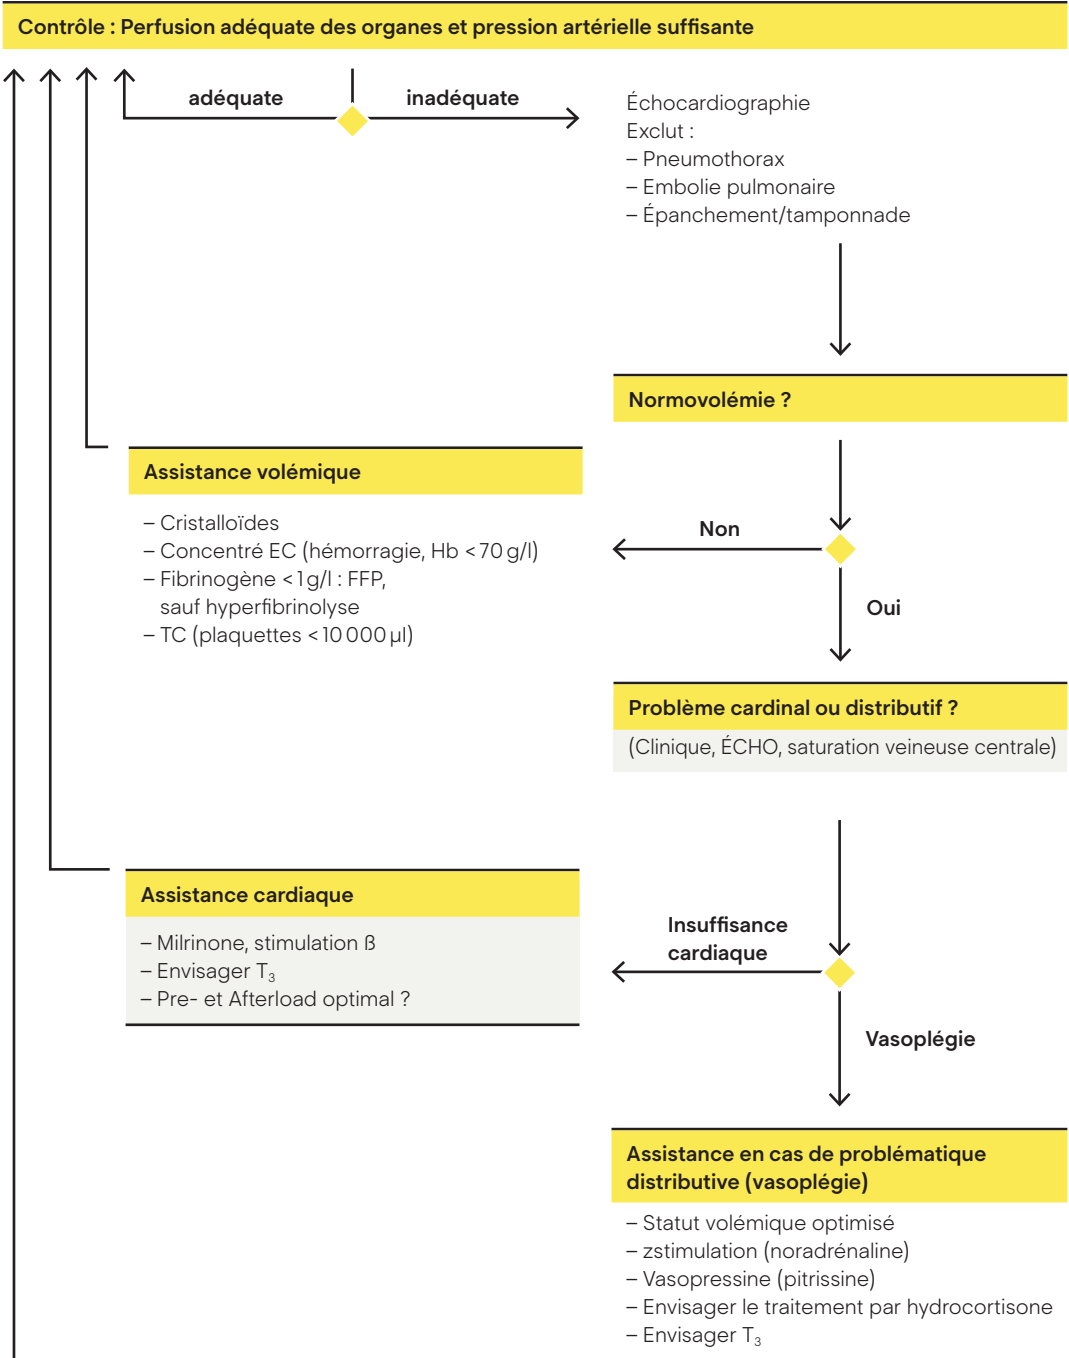 Contrôle : Perfusion adéquate des organes et pression artérielle suffisante
adéquate
inadéquate
Échocardiographie
Exclut :
– Pneumothorax
– Embolie pulmonaire
– Épanchement/tamponnade
Normovolémie ?
Assistance volémique
– Cristalloïdes
– Concentré EC (hémorragie, Hb < 70 g/l)
– Fibrinogène < 1 g/l : FFP,
sauf hyperfibrinolyse
– TC (plaquettes < 10 000 µl)
Non
Oui
Problème cardinal ou distributif ?
(Clinique, ÉCHO, saturation veineuse centrale)
Assistance cardiaque
– Milrinone, stimulation ß
– Envisager T₃
– Pre- et Afterload optimal ?
Insuffisance
cardiaque
Vasoplégie
Assistance en cas de problématique
distributive (vasoplégie)
– Statut volémique optimisé
– zstimulation (noradrénaline)
– Vasopressine (pitrissine)
– Envisager le traitement par hydrocortisone
– Envisager T₃